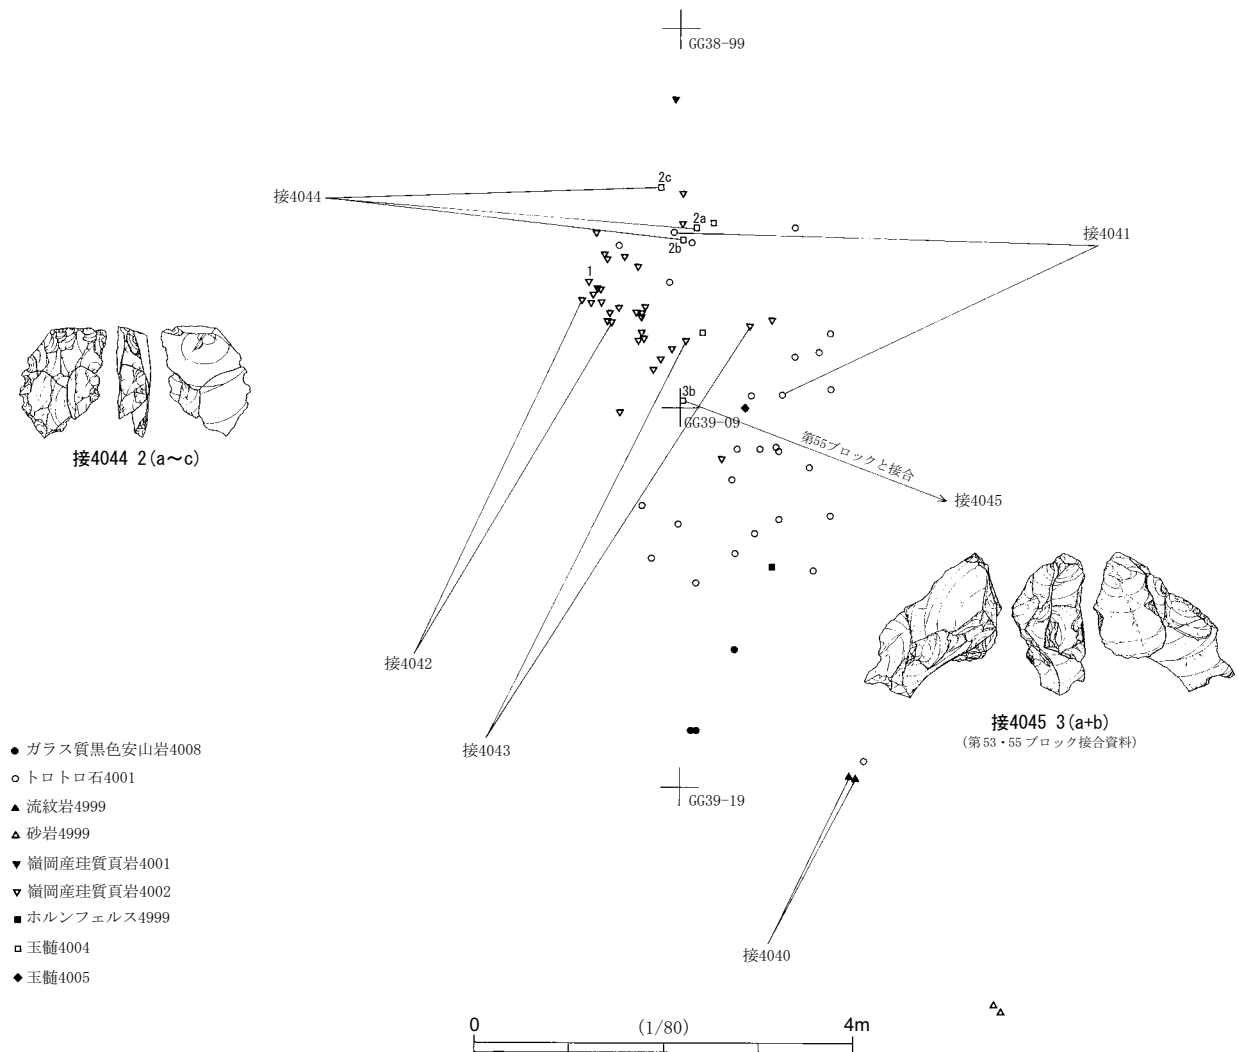 GG38-99
2c
接4044
2a
接4041
2b
1
接4044 2(a～c)
3b
GG39-09
第55ブロックと接合
接4045
接4042
接4045 3(a+b)
(第53・55ブロック接合資料)
接4043
ガラス質黒色安山岩4008
トロトロ石4001
流紋岩4999
砂岩4999
嶺岡産珪質頁岩4001
嶺岡産珪質頁岩4002
ホルンフェルス4999
玉髄4004
玉髄4005
GG39-19
接4040
0 (1/80) 4m